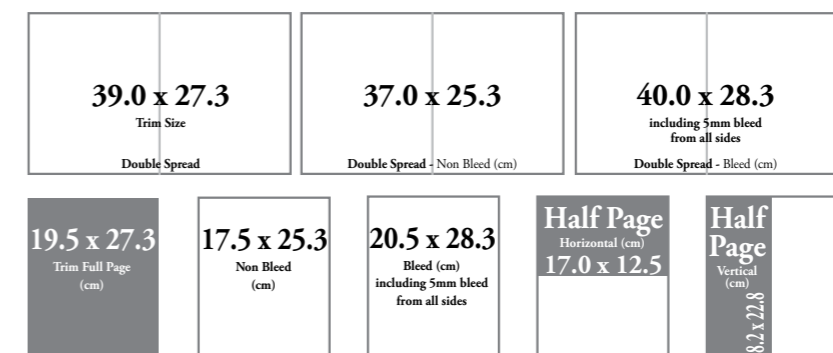 39.0 x 27.3
Trim Size
Double Spread
37.0 x 25.3
Double Spread - Non Bleed (cm)
40.0 x 28.3
including 5mm bleed
from all sides
Double Spread - Bleed (cm)
19.5 x 27.3
Trim Full Page
(cm)
17.5 x 25.3
Non Bleed
(cm)
20.5 x 28.3
Bleed (cm)
including 5mm bleed
from all sides
Half Page
Horizontal (cm)
17.0 x 12.5
Half
Page
Vertical
(cm)
8.2 x 22.8